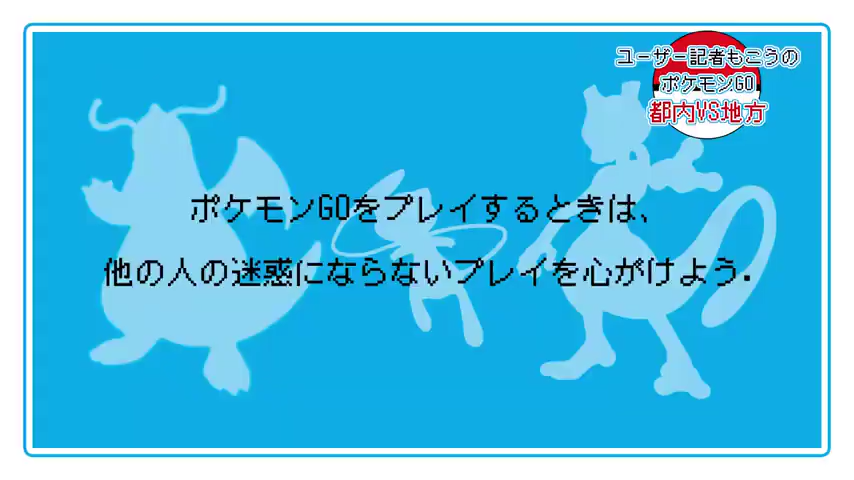 ユーザー記者もこうの
ポケモンGO
都内VS地方
ポケモンGOをプレイするときは、
他の人の迷惑にならないプレイを心がけよう.